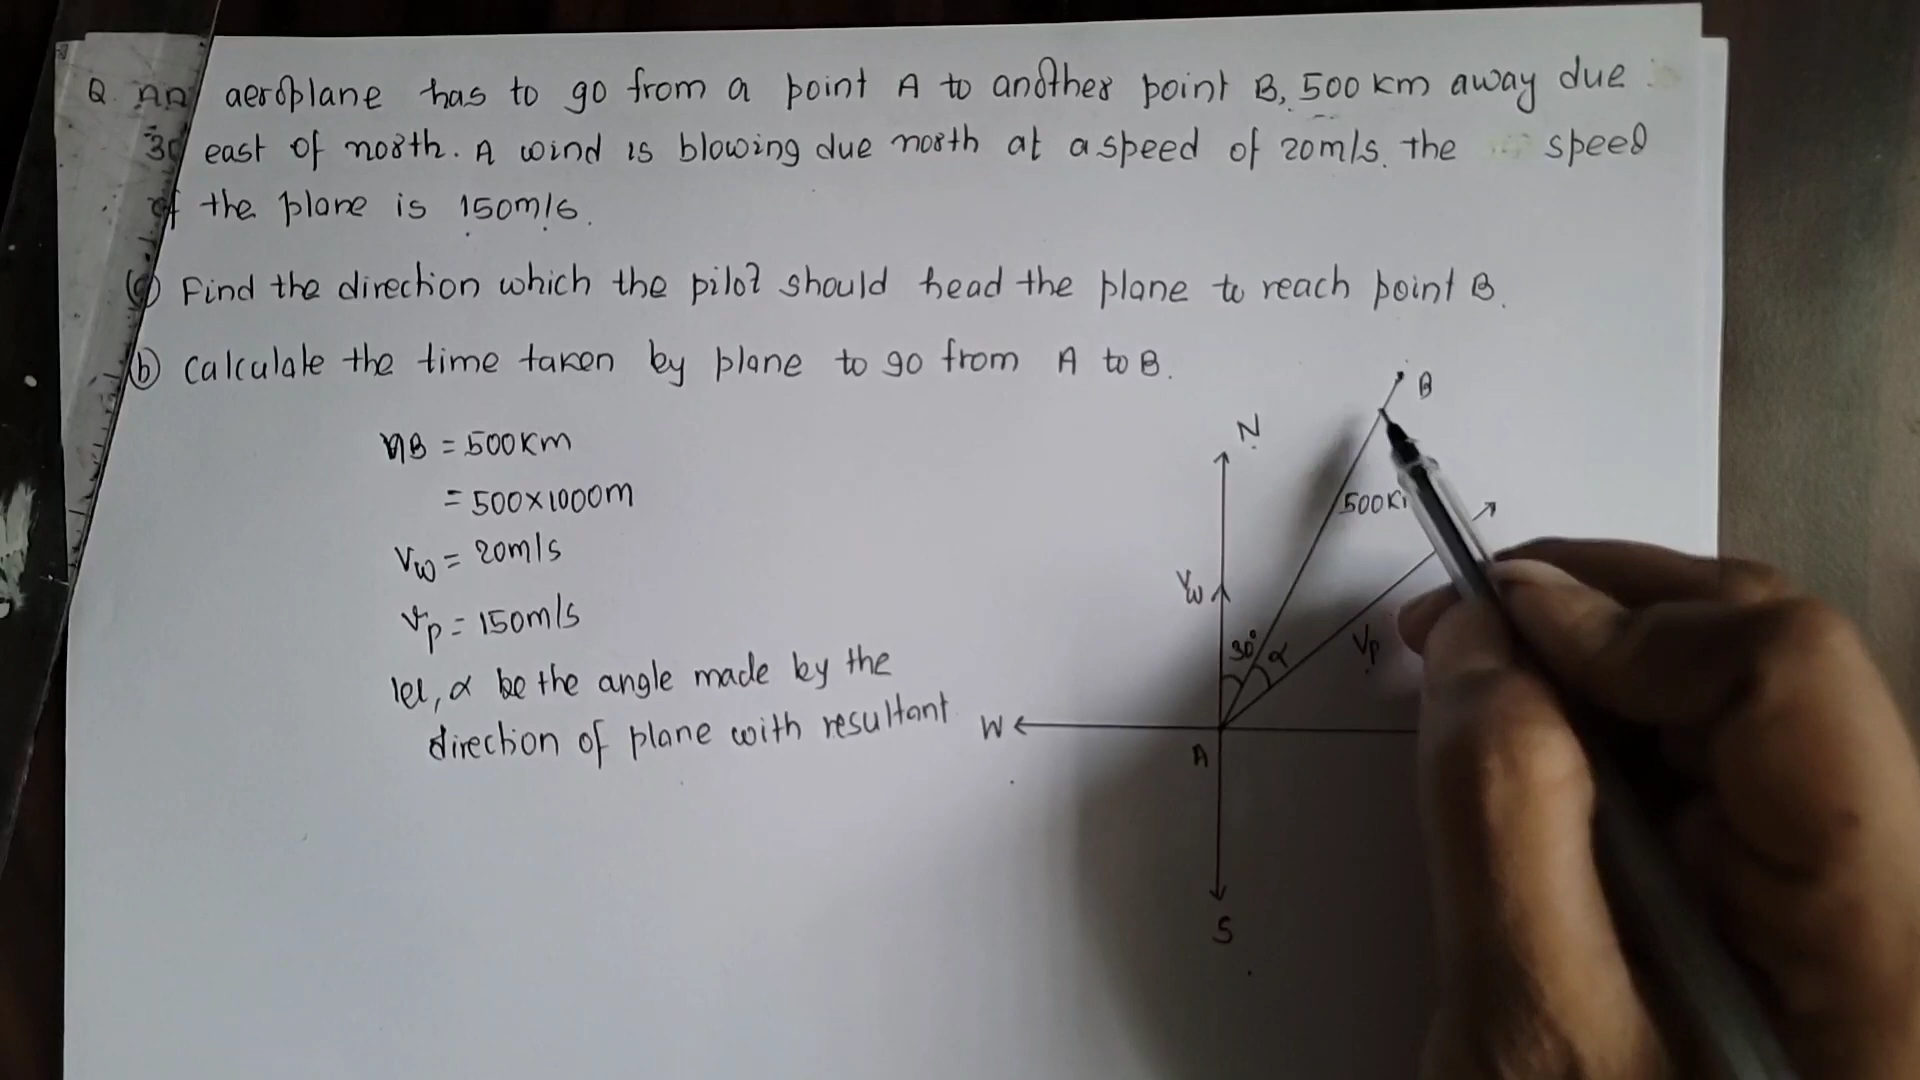 Q. An aeroplane has to go from a point A to another point B, 500 km away due
30 east of north. A wind is blowing due north at a speed of 20m/s. the speed
of the plane is 150m/s.
(a) Find the direction which the pilot should head the plane to reach point B.
(b) calculate the time taken by plane to go from A to B.
AB = 500km
= 500×1000m
Vw = 20m/s
Vp = 150m/s
let, α be the angle made by the
direction of plane with resultant
B
N
500K
Vw
30°
α
Vp
W
A
S